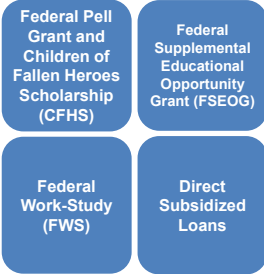 Federal Pell
Grant and
Children of
Fallen Heroes
Scholarship
(CFHS)
Federal
Supplemental
Educational
Opportunity
Grant (FSEOG)
Federal
Work-Study
(FWS)
Direct
Subsidized
Loans